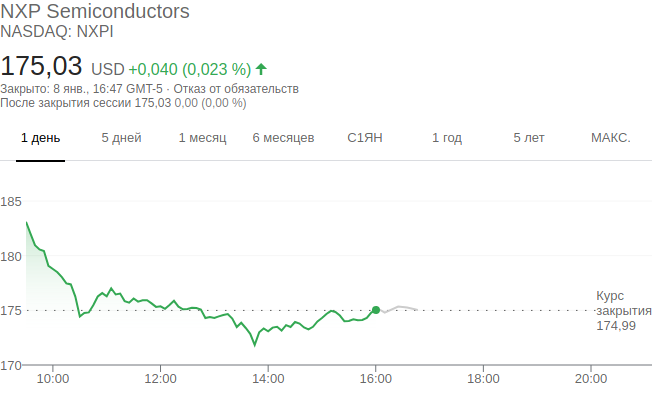 NXP Semiconductors
NASDAQ: NXPI
175,03 USD +0,040 (0,023 %)
Закрыто: 8 янв., 16:47 GMT-5 · Отказ от обязательств
После закрытия сессии 175,03 0,00 (0,00 %)
1 день 5 дней 1 месяц 6 месяцев С1ЯН 1 год 5 лет МАКС.
185
180
175
170
Курс
закрытия
174,99
10:00 12:00 14:00 16:00 18:00 20:00